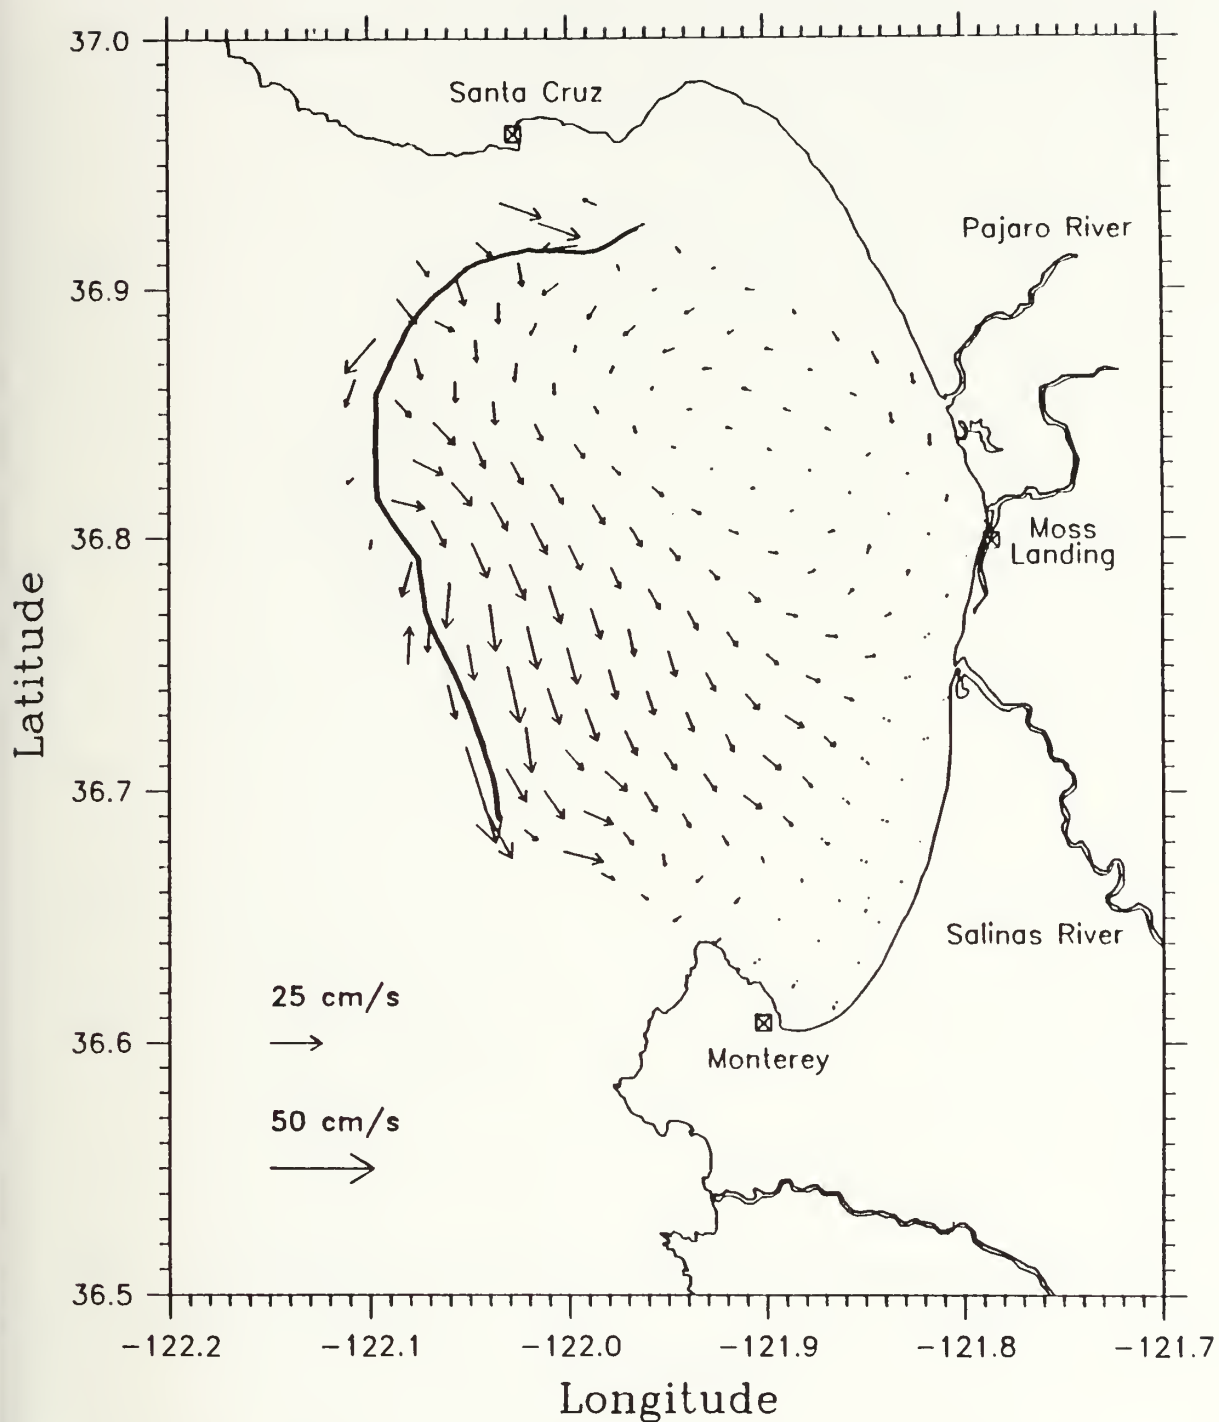 37.0
Santa Cruz
Pajaro River
36.9
36.8
Moss
Landing
Latitude
36.7
Salinas River
25 cm/s
36.6
Monterey
50 cm/s
36.5
-122.2 -122.1 -122.0 -121.9 -121.8 -121.7
Longitude